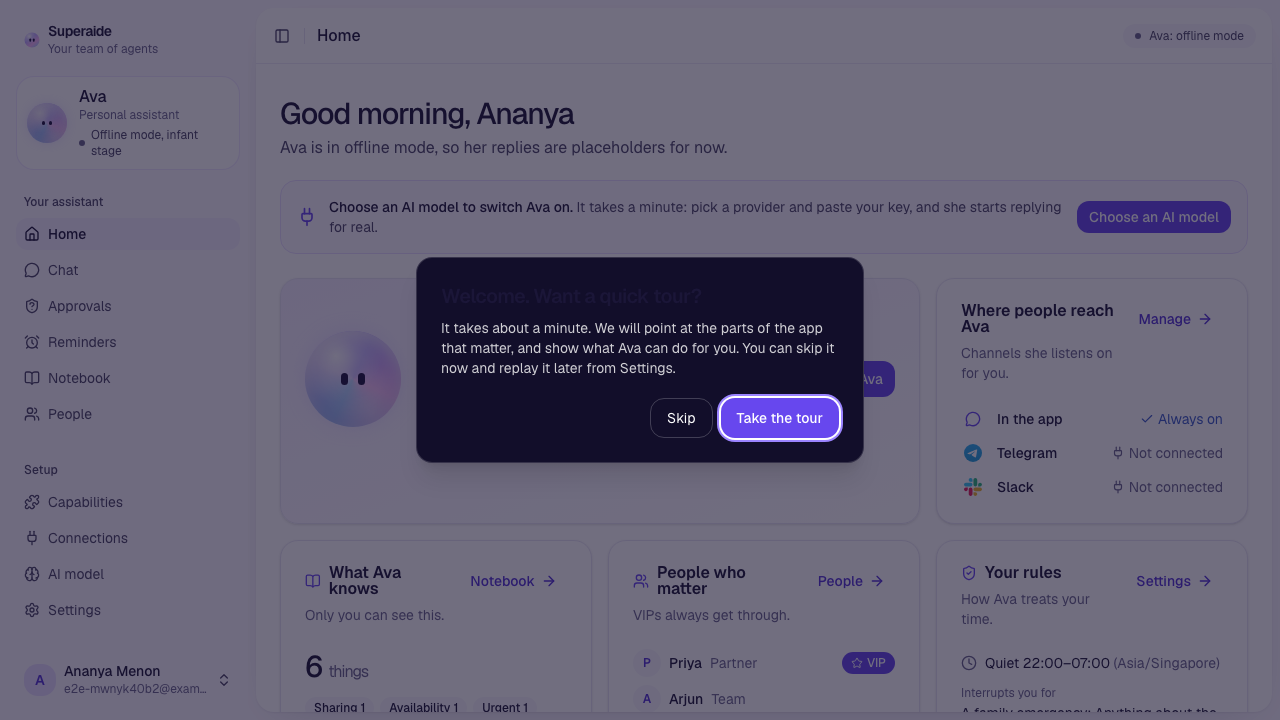 Superaide
Your team of agents
Ava
Personal assistant
Offline mode, infant
stage
Your assistant
Home
Chat
Approvals
Reminders
Notebook
People
Setup
Capabilities
Connections
AI model
Settings
A
Ananya Menon
e2e-mwnyk40b2@exam...
Home
Ava: offline mode
Good morning, Ananya
Ava is in offline mode, so her replies are placeholders for now.
Choose an AI model to switch Ava on. It takes a minute: pick a provider and paste your key, and she starts replying
for real.
Choose an AI model
Welcome. Want a quick tour?
It takes about a minute. We will point at the parts of the app
that matter, and show what Ava can do for you. You can skip it
now and replay it later from Settings.
Skip
Take the tour
Ava
Where people reach
Ava
Manage
Channels she listens on
for you.
In the app
Always on
Telegram
Not connected
Slack
Not connected
What Ava
knows
Notebook
Only you can see this.
6 things
Sharing 1
Availability 1
Urgent 1
People who
matter
People
VIPs always get through.
P
Priya Partner
VIP
A
Arjun Team
Your rules
Settings
How Ava treats your
time.
Quiet 22:00–07:00 (Asia/Singapore)
Interrupts you for
A family emergency; Anything about the